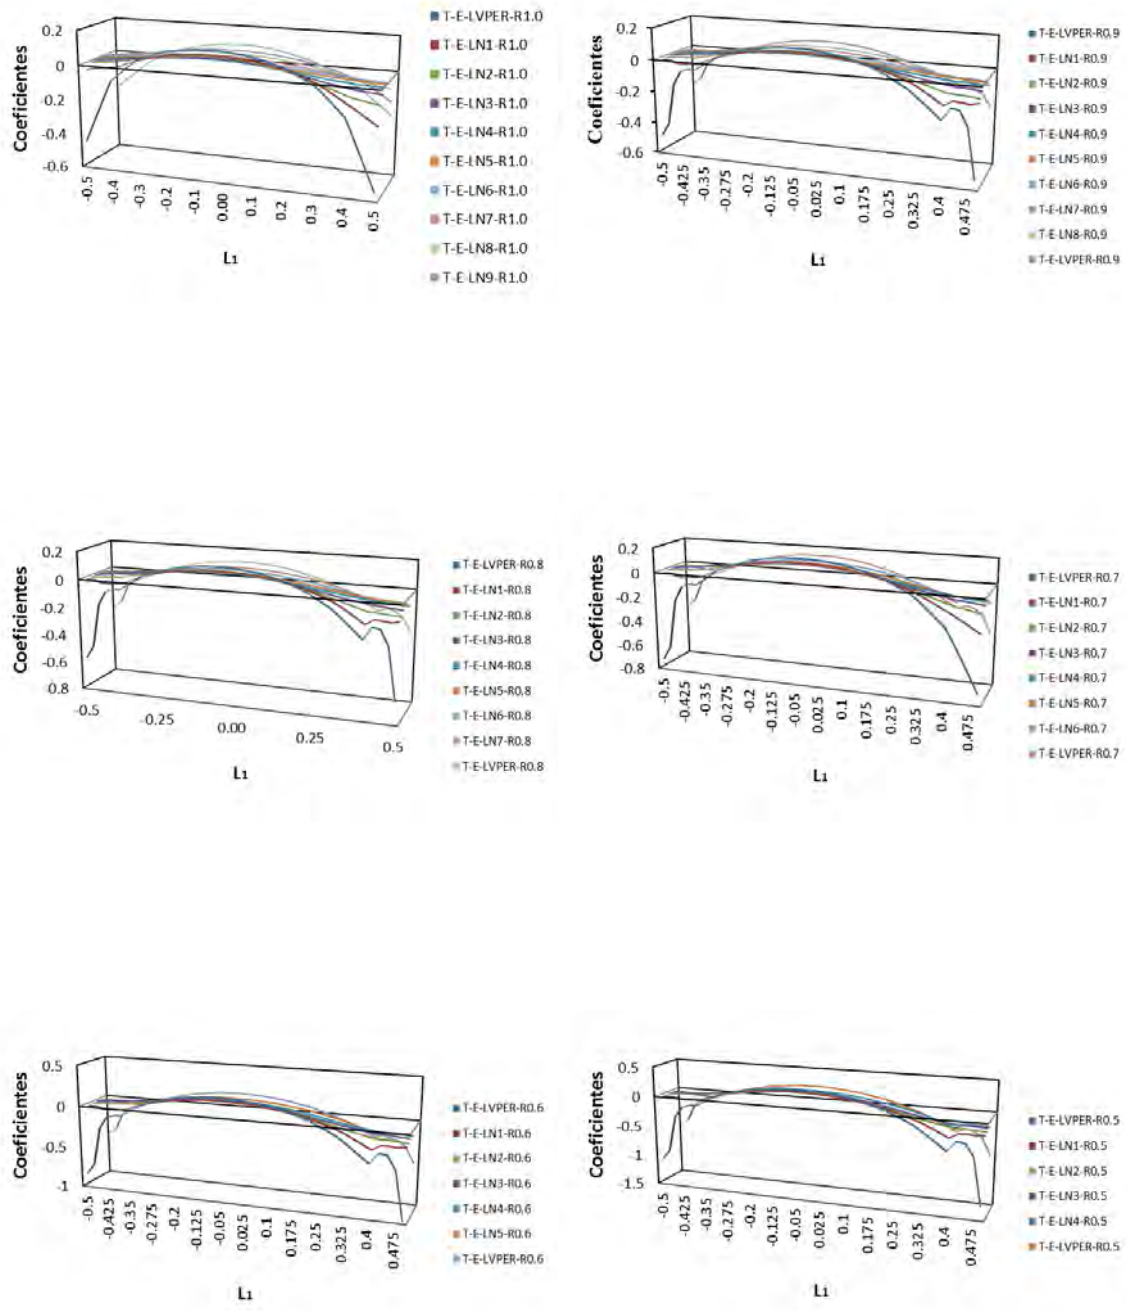 Coeficientes
0.2
0
-0.2
-0.4
-0.6
-0.5
-0.4
-0.3
-0.2
-0.1
0.00
0.1
0.2
0.3
0.4
0.5
L1
T-E-LVPER-R1.0
T-E-LN1-R1.0
T-E-LN2-R1.0
T-E-LN3-R1.0
T-E-LN4-R1.0
T-E-LN5-R1.0
T-E-LN6-R1.0
T-E-LN7-R1.0
T-E-LN8-R1.0
T-E-LN9-R1.0
Coeficientes
0.2
0
-0.2
-0.4
-0.6
-0.5
-0.425
-0.35
-0.275
-0.2
-0.125
-0.05
0.025
0.1
0.175
0.25
0.325
0.4
0.475
L1
T-E-LVPER-R0.9
T-E-LN1-R0.9
T-E-LN2-R0.9
T-E-LN3-R0.9
T-E-LN4-R0.9
T-E-LN5-R0.9
T-E-LN6-R0.9
T-E-LN7-R0.9
T-E-LN8-R0.9
T-E-LVPER-R0.9
Coeficientes
0.2
0
-0.2
-0.4
-0.6
0.8
-0.5
-0.25
0.00
0.25
0.5
L1
T-E-LVPER-R0.8
T-E-LN1-R0.8
T-E-LN2-R0.8
T-E-LN3-R0.8
T-E-LN4-R0.8
T-E-LN5-R0.8
T-E-LN6-R0.8
T-E-LN7-R0.8
T-E-LVPER-R0.8
Coeficientes
0.2
0
-0.2
-0.4
-0.6
-0.8
-0.5
-0.425
-0.35
-0.275
-0.2
-0.125
-0.05
0.025
0.1
0.175
0.25
0.325
0.4
0.475
L1
T-E-LVPER-R0.7
T-E-LN1-R0.7
T-E-LN2-R0.7
T-E-LN3-R0.7
T-E-LN4-R0.7
T-E-LN5-R0.7
T-E-LN6-R0.7
T-E-LVPER-R0.7
Coeficientes
0.5
0
-0.5
-1
-0.5
-0.425
-0.35
-0.275
-0.2
-0.125
-0.05
0.025
0.1
0.175
0.25
0.325
0.4
0.475
L1
T-E-LVPER-R0.6
T-E-LN1-R0.6
T-E-LN2-R0.6
T-E-LN3-R0.6
T-E-LN4-R0.6
T-E-LN5-R0.6
T-E-LVPER-R0.6
Coeficientes
0.5
0
-0.5
-1
-1.5
-0.5
-0.425
-0.35
-0.275
-0.2
-0.125
-0.05
0.025
0.1
0.175
0.25
0.325
0.4
0.475
L1
T-E-LVPER-R0.5
T-E-LN1-R0.5
T-E-LN2-R0.5
T-E-LN3-R0.5
T-E-LN4-R0.5
T-E-LVPER-R0.5